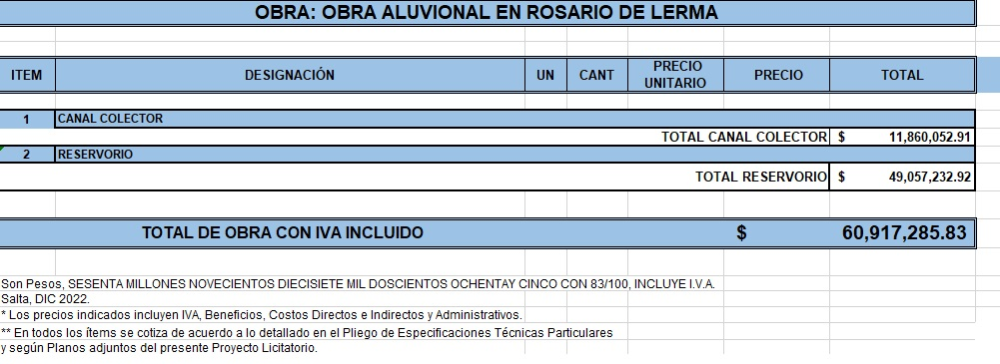 OBRA: OBRA ALUVIONAL EN ROSARIO DE LERMA
ITEM DESIGNACIÓN UN CANT PRECIO UNITARIO PRECIO TOTAL
1 CANAL COLECTOR
TOTAL CANAL COLECTOR $ 11,860,052.91
2 RESERVORIO
TOTAL RESERVORIO $ 49,057,232.92
TOTAL DE OBRA CON IVA INCLUIDO $ 60,917,285.83
Son Pesos, SESENTA MILLONES NOVECIENTOS DIECISIETE MIL DOSCIENTOS OCHENTAY CINCO CON 83/100, INCLUYE I.V.A.
Salta, DIC 2022.
* Los precios indicados incluyen IVA, Beneficios, Costos Directos e Indirectos y Administrativos.
** En todos los ítems se cotiza de acuerdo a lo detallado en el Pliego de Especificaciones Técnicas Particulares
y según Planos adjuntos del presente Proyecto Licitatorio.